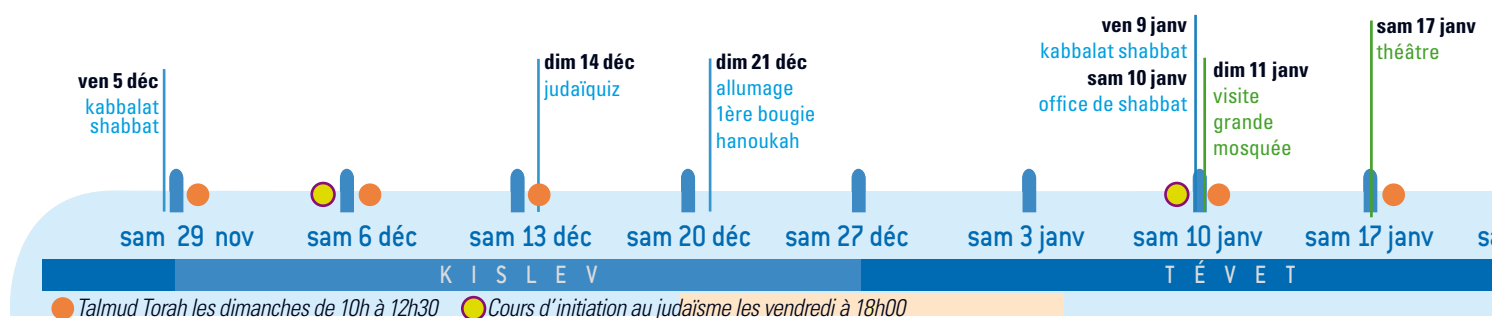 ven 5 déc
kabbalat
shabbat
dim 14 déc
judaïquiz
dim 21 déc
allumage
1ère bougie
hanoukah
ven 9 janv
kabbalat shabbat
sam 10 janv
office de shabbat
dim 11 janv
visite
grande
mosquée
sam 17 janv
théâtre
sam 29 nov
sam 6 déc
sam 13 déc
sam 20 déc
sam 27 déc
sam 3 janv
sam 10 janv
sam 17 janv
KISLEV
TÉVET
Talmud Torah les dimanches de 10h à 12h30
Cours d'initiation au judaïsme les vendredi à 18h00